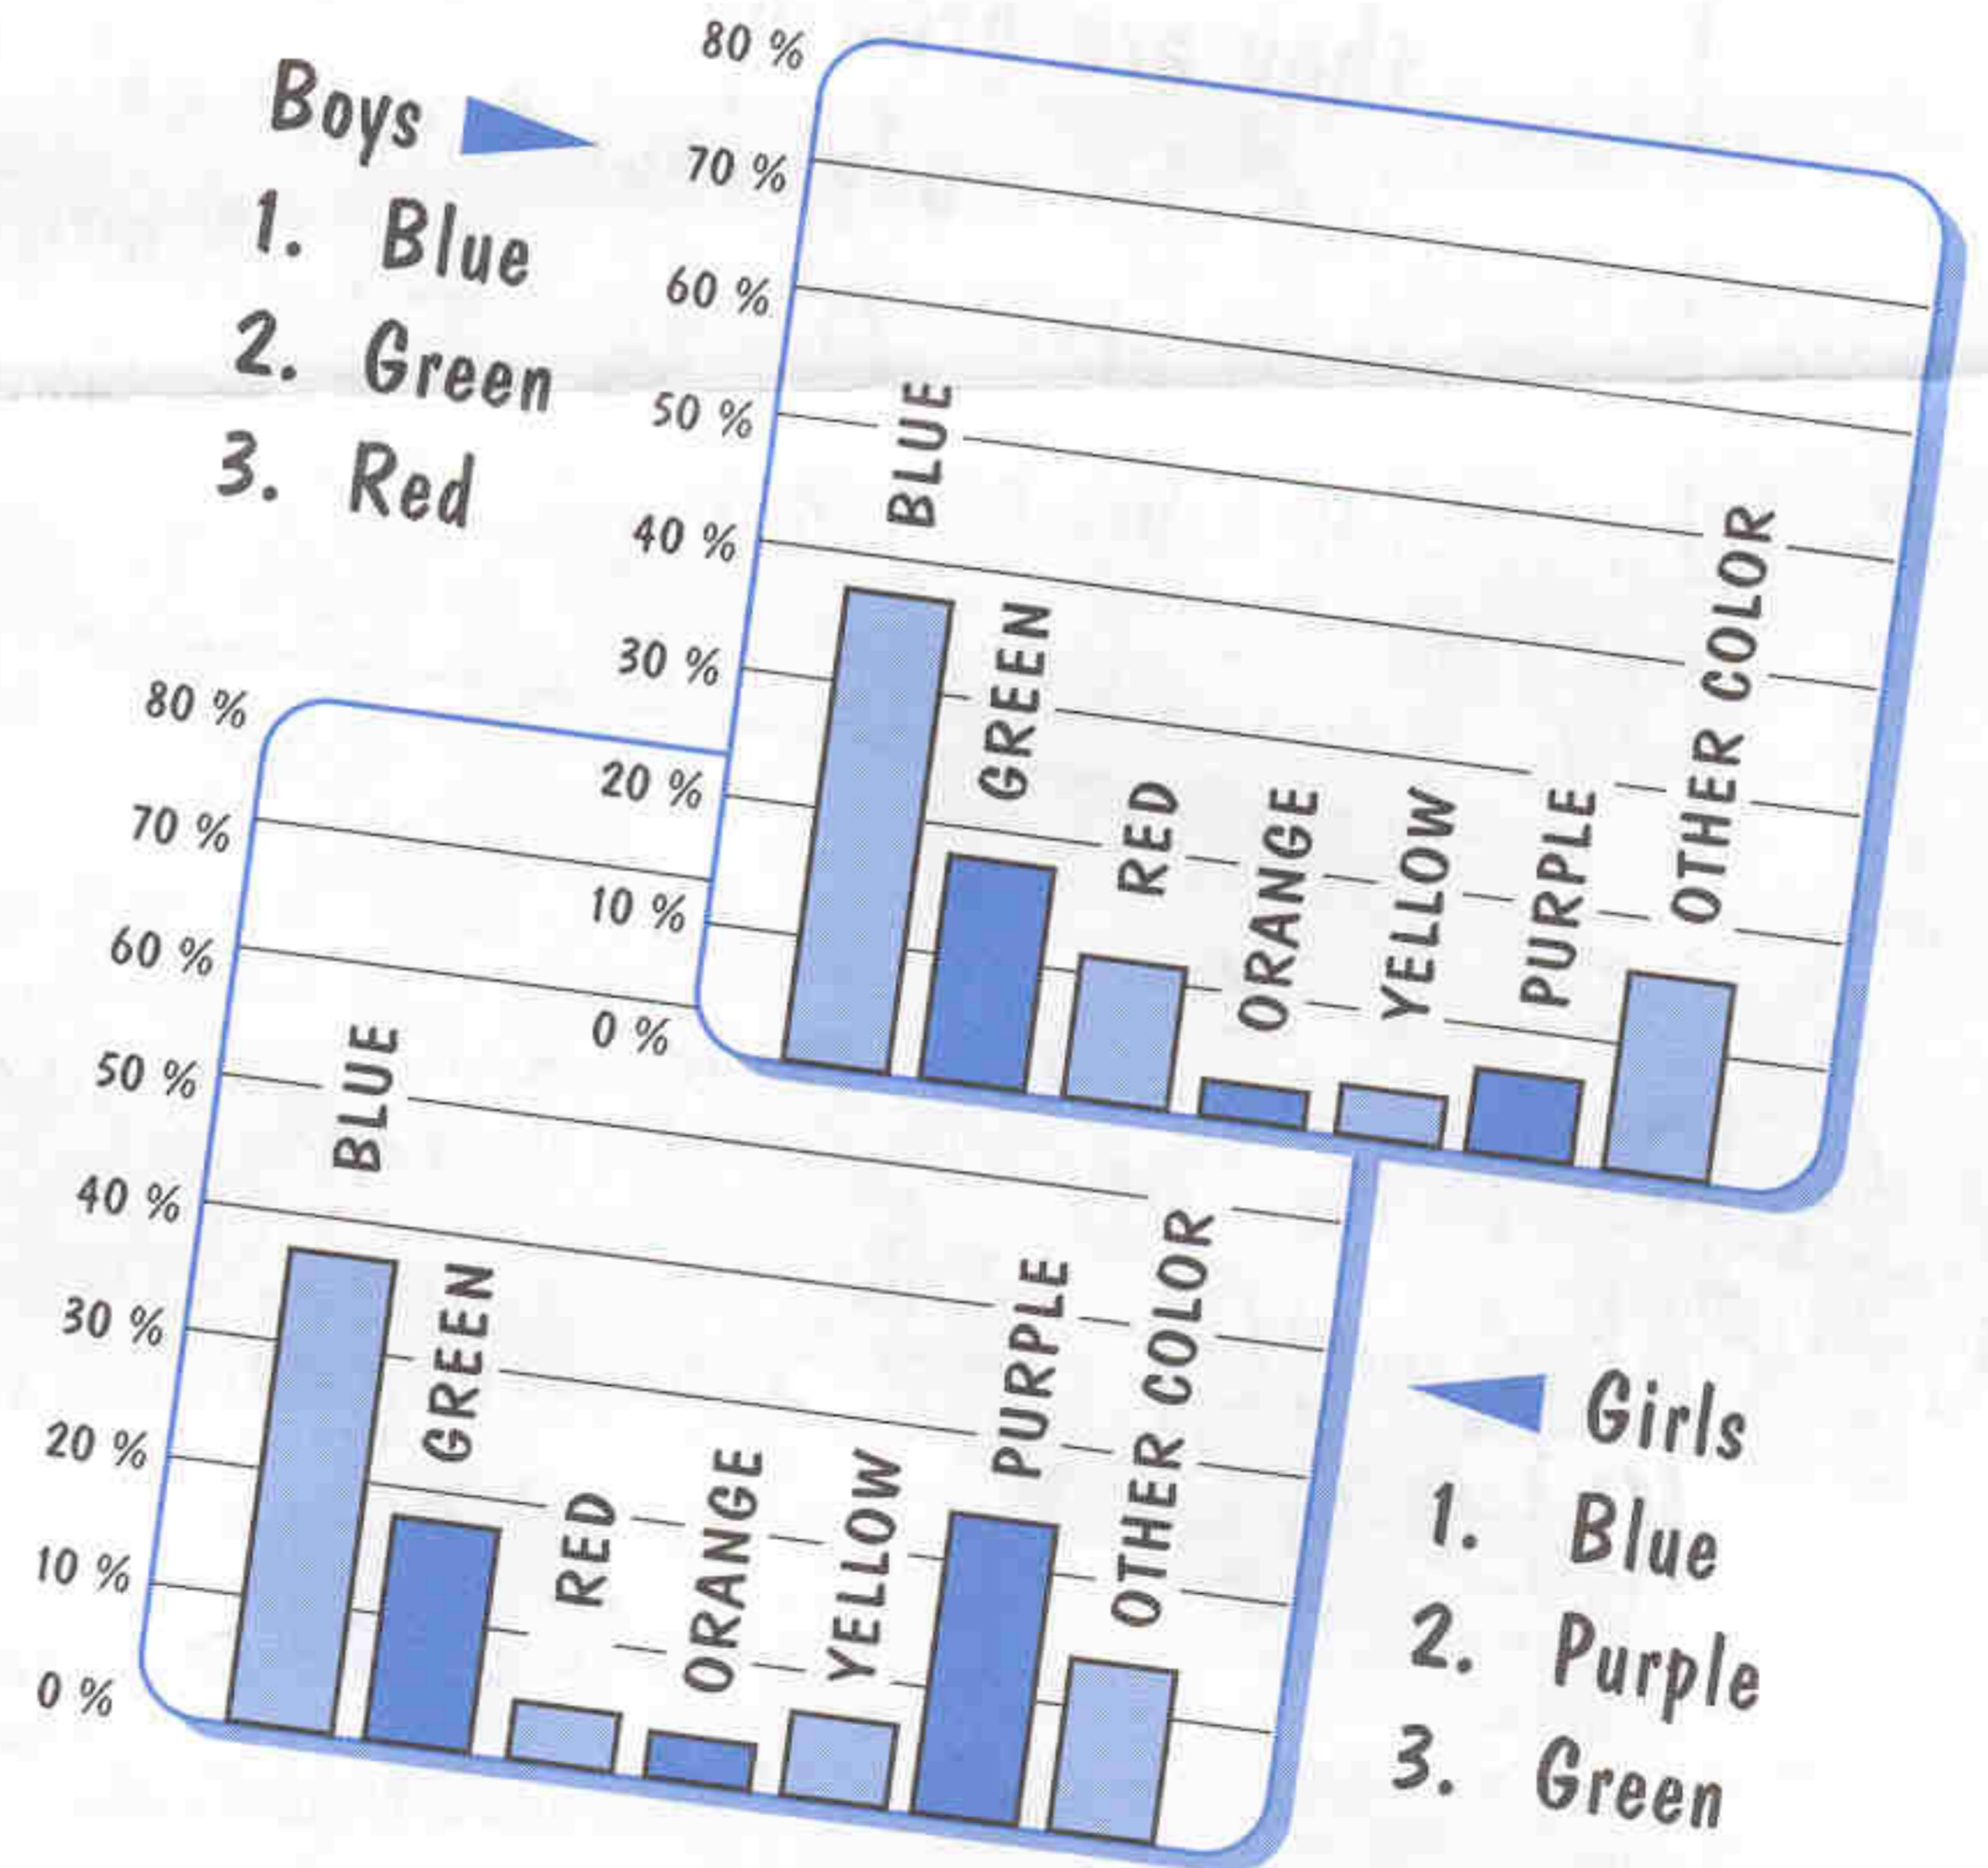 Boys
1. Blue
2. Green
3. Red
80 %
70 %
60 %
50 %
40 %
30 %
20 %
10 %
0 %
BLUE
GREEN
RED
ORANGE
YELLOW
PURPLE
OTHER COLOR
80 %
70 %
60 %
50 %
40 %
30 %
20 %
10 %
0 %
BLUE
GREEN
RED
ORANGE
YELLOW
PURPLE
OTHER COLOR
Girls
1. Blue
2. Purple
3. Green